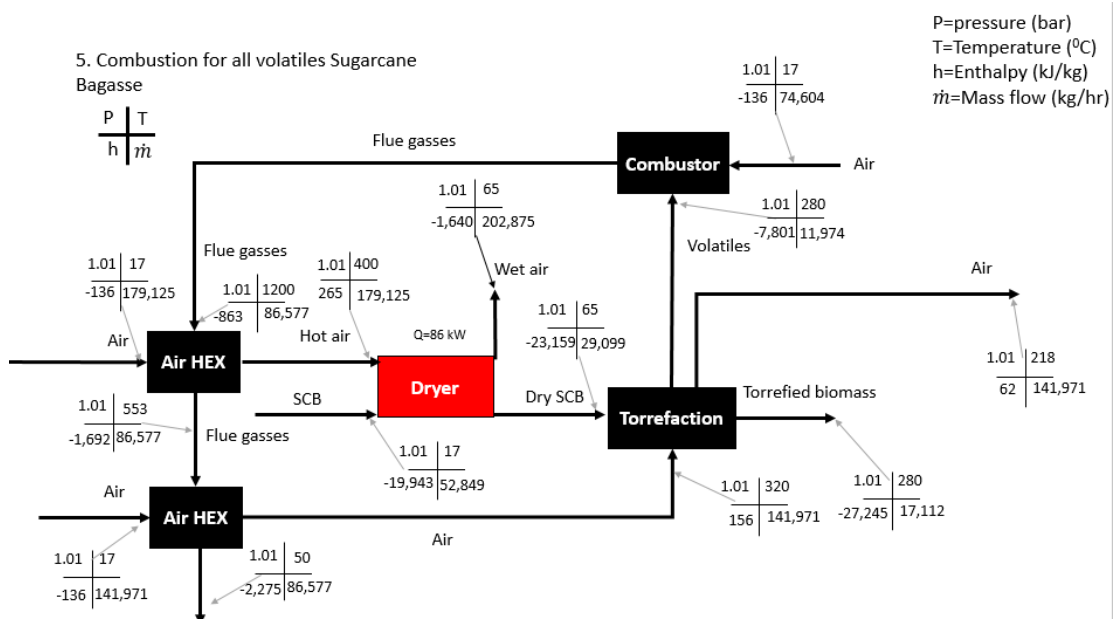 P=pressure (bar)
T=Temperature (⁰C)
h=Enthalpy (kJ/kg)
ṁ=Mass flow (kg/hr)
5. Combustion for all volatiles Sugarcane
Bagasse
P T
h ṁ
1.01 17
-136 74,604
Flue gasses
Combustor
Air
1.01 65
-1,640 202,875
1.01 280
-7,801 11,974
Volatiles
Flue gasses
Wet air
Air
1.01 17
-136 179,125
1.01 1200
-863 86,577
1.01 400
265 179,125
1.01 65
-23,159 29,099
Air
Hot air
Q=86 kW
Air HEX
Dryer
1.01 218
62 141,971
SCB
Dry SCB
Torrefied biomass
Torrefaction
1.01 553
-1,692 86,577
Flue gasses
1.01 17
-19,943 52,849
1.01 320
156 141,971
1.01 280
-27,245 17,112
Air
Air HEX
Air
1.01 17
-136 141,971
1.01 50
-2,275 86,577